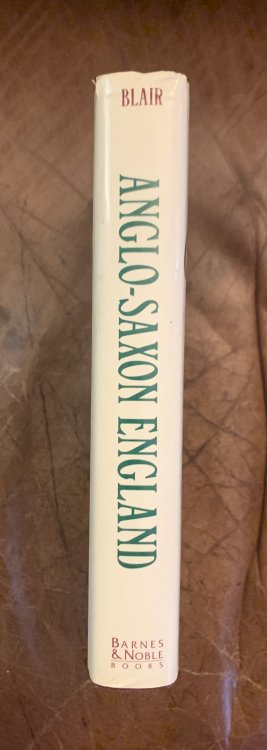 BLAIR
ANGLO-SAXON ENGLAND
BARNES
& NOBLE
BOOKS